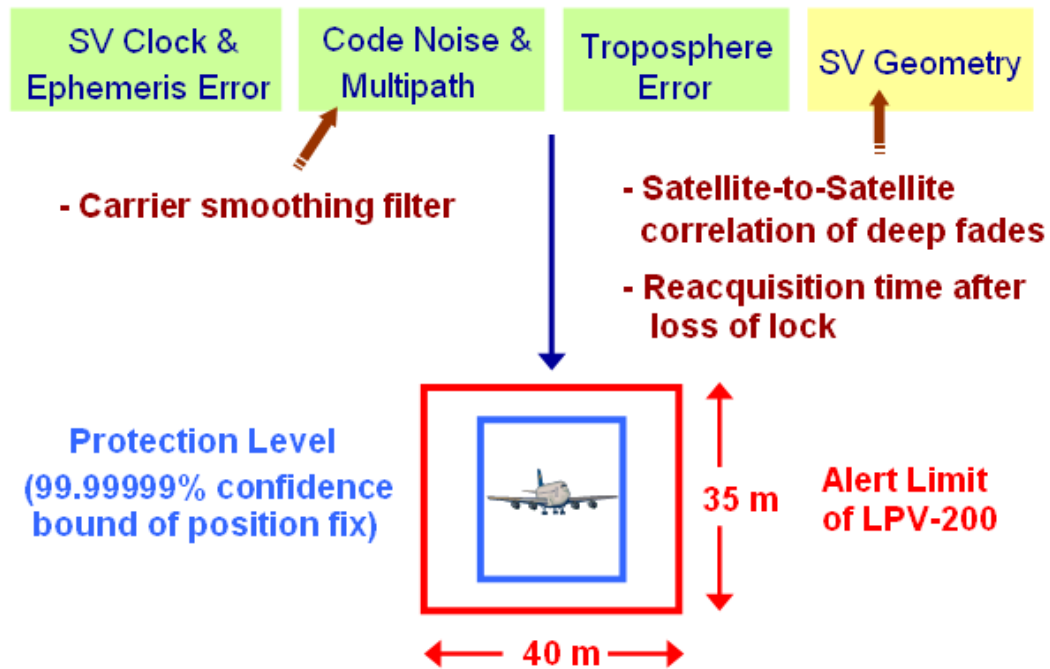 SV Clock &
Ephemeris Error
Code Noise &
Multipath
Troposphere
Error
SV Geometry
- Carrier smoothing filter
- Satellite-to-Satellite
correlation of deep fades
- Reacquisition time after
loss of lock
Protection Level
(99.99999% confidence
bound of position fix)
35 m
Alert Limit
of LPV-200
40 m